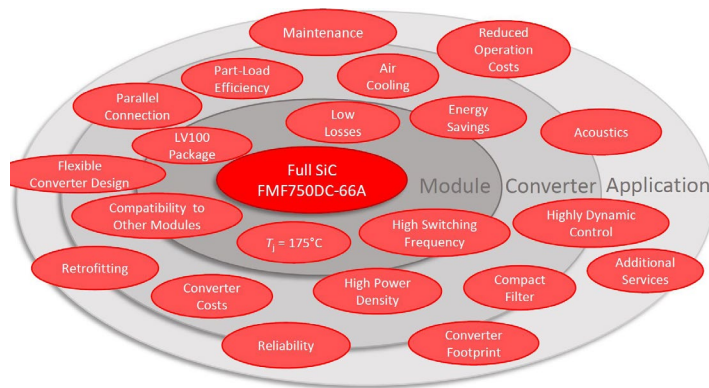 Maintenance
Reduced
Operation
Costs
Part-Load
Efficiency
Air
Cooling
Parallel
Connection
Low
Losses
Energy
Savings
LV100
Package
Acoustics
Flexible
Converter Design
Full SiC
FMF750DC-66A
Module
Converter
Application
Compatibility to
Other Modules
High Switching
Frequency
Highly Dynamic
Control
Tj = 175°C
Retrofitting
Additional
Services
Converter
Costs
High Power
Density
Compact
Filter
Reliability
Converter
Footprint